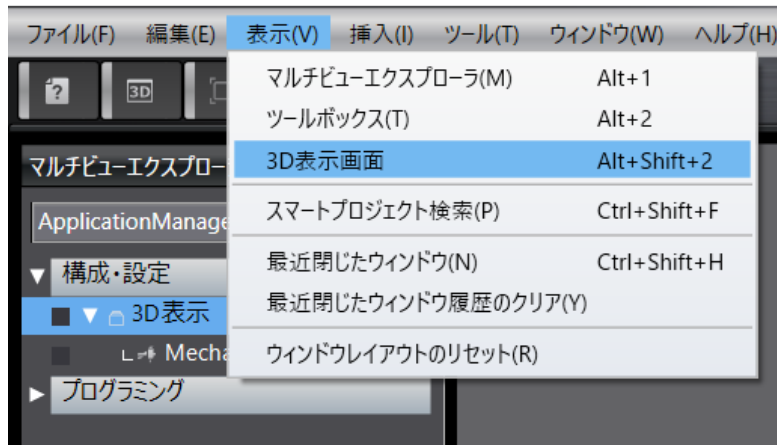 ファイル(F) 編集(E) 表示(V) 挿入(I) ツール(T) ウィンドウ(W) ヘルプ(H)
3D
マルチビューエクスプローラ(M) Alt+1
ツールボックス(T) Alt+2
3D表示画面 Alt+Shift+2
スマートプロジェクト検索(P) Ctrl+Shift+F
最近閉じたウィンドウ(N) Ctrl+Shift+H
最近閉じたウィンドウ履歴のクリア(Y)
ウィンドウレイアウトのリセット(R)
マルチビューエクスプロー
ApplicationManage
構成・設定
3D表示
Mecha
プログラミング